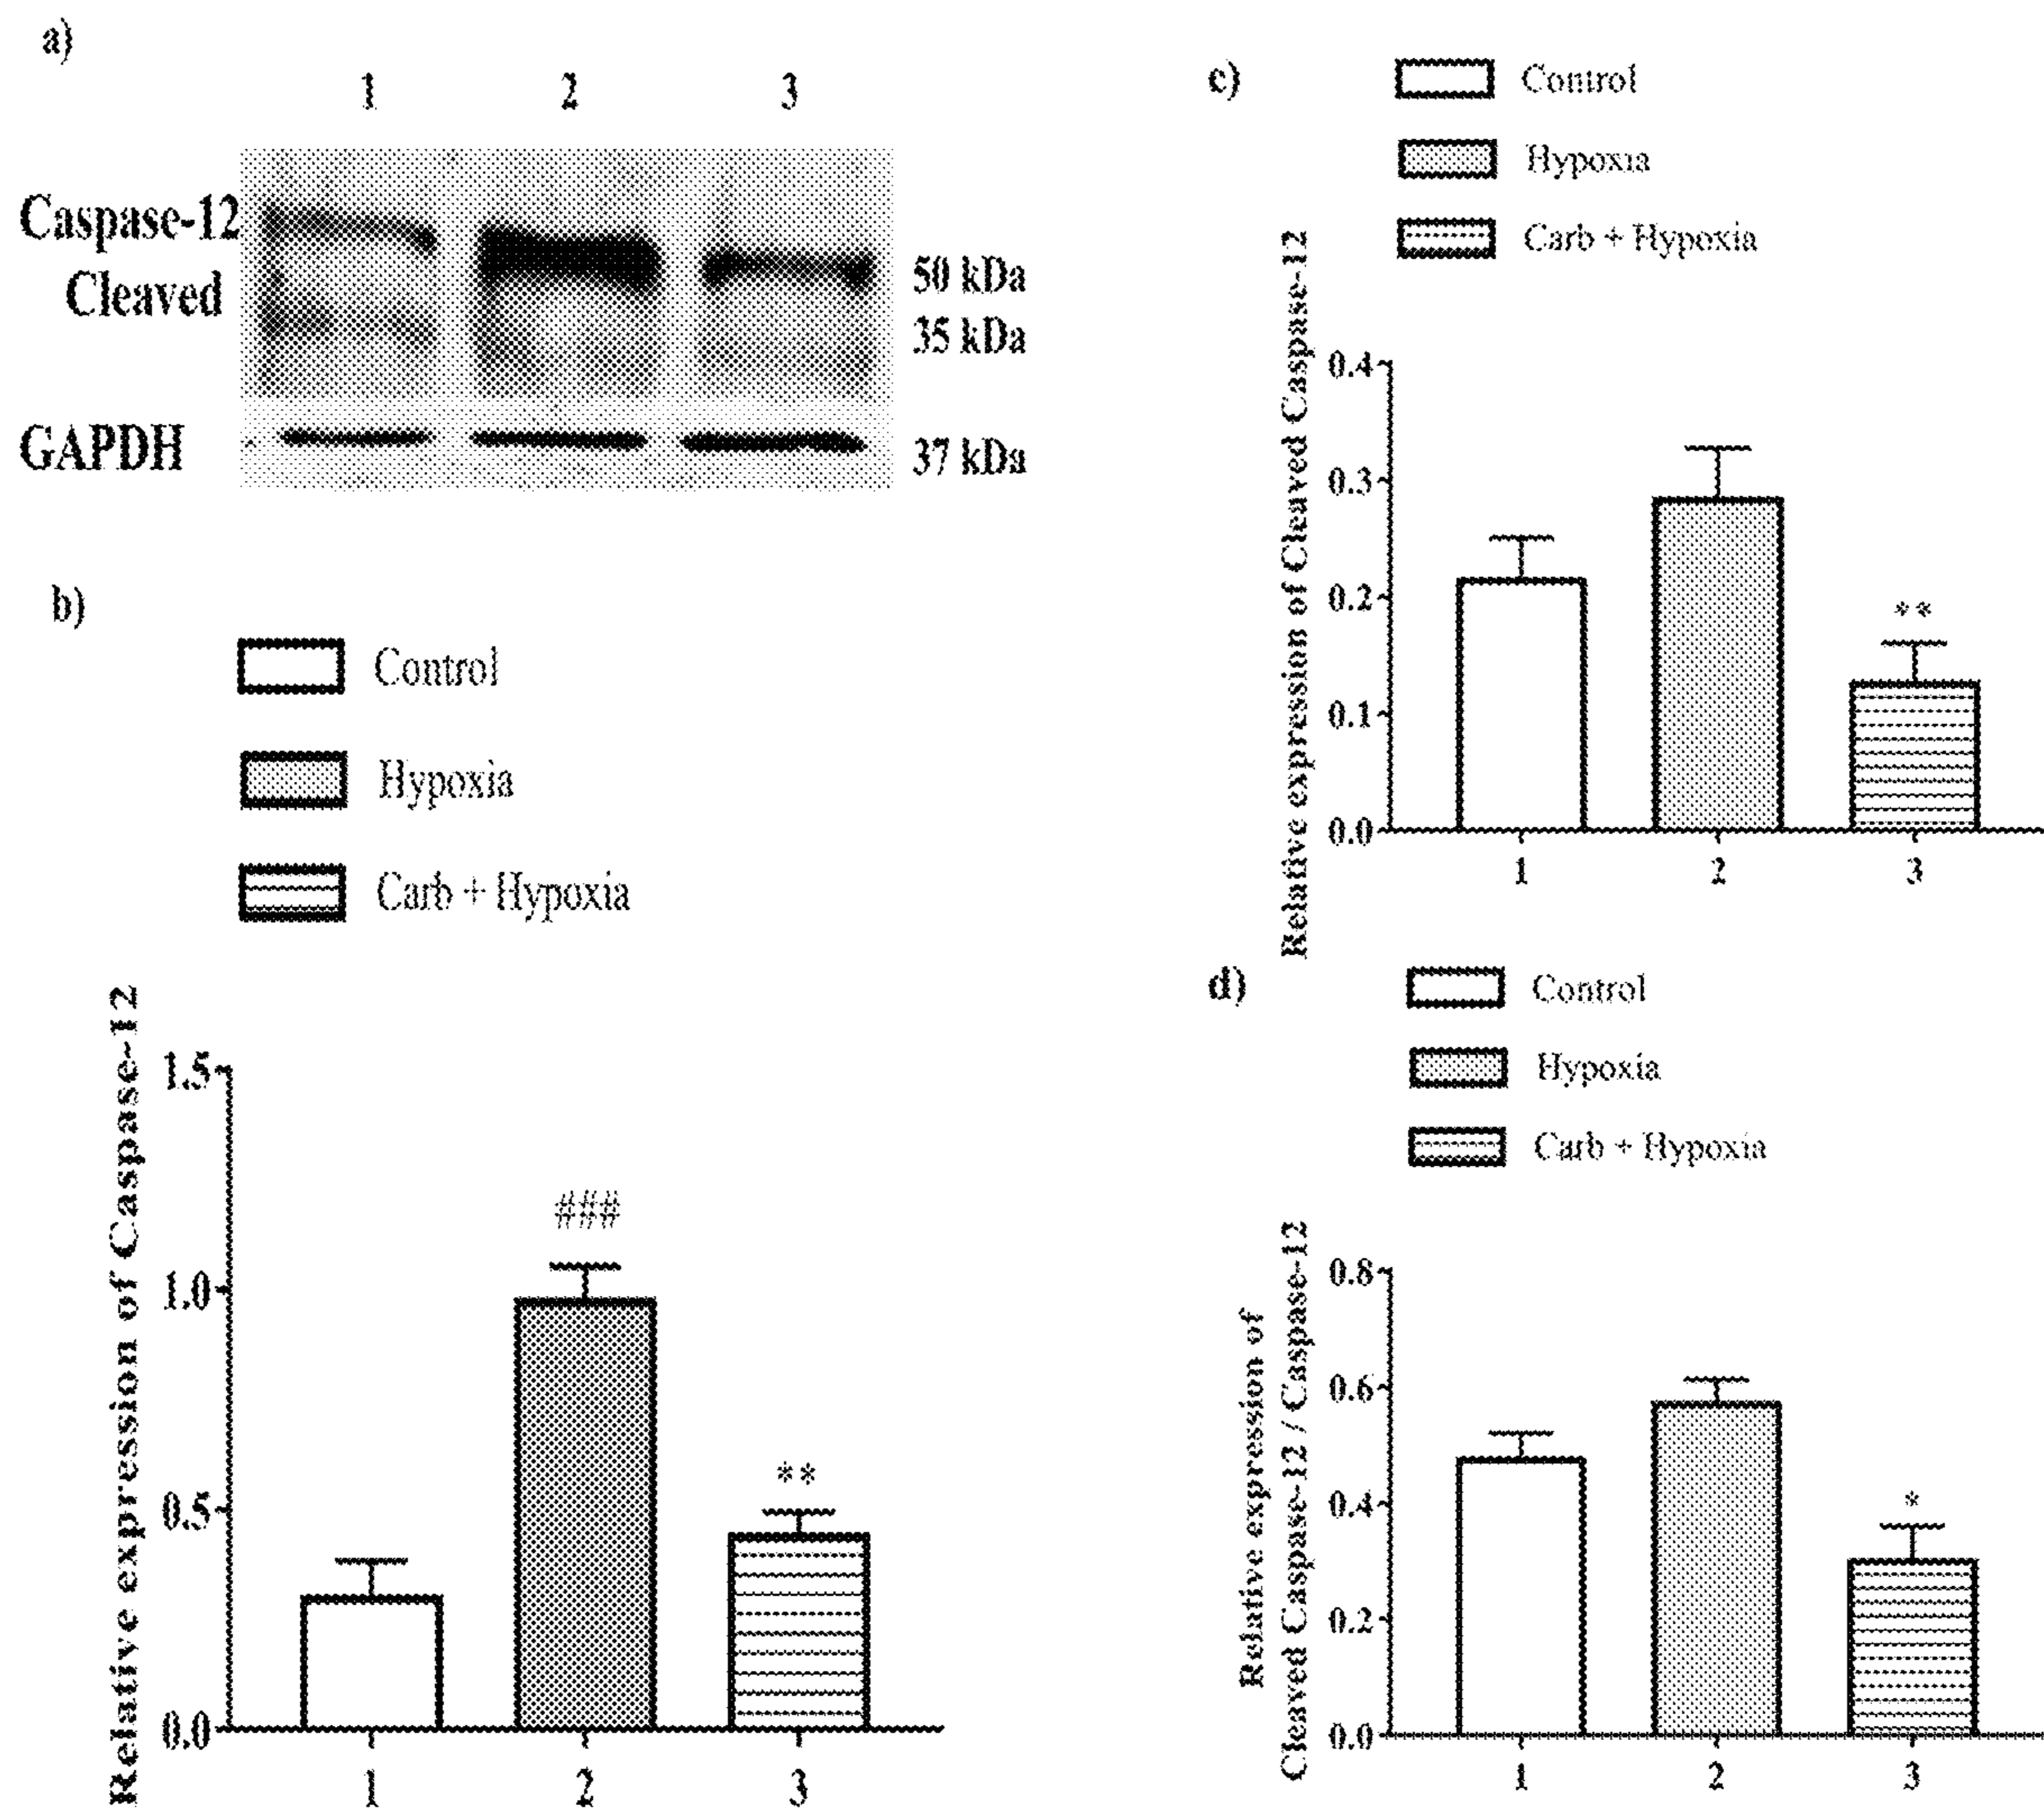 a)
1 2 3
Caspase-12
Cleaved
50 kDa
35 kDa
GAPDH
37 kDa
b)
Control
Hypoxia
Carb + Hypoxia
Relative expression of Caspase-12
1.5
1.0
0.5
0.0
###
**
1 2 3
c)
Control
Hypoxia
Carb + Hypoxia
Relative expression of Cleaved Caspase-12
0.4
0.3
0.2
0.1
0.0
**
1 2 3
d)
Control
Hypoxia
Carb + Hypoxia
Relative expression of
Cleaved Caspase-12 / Caspase-12
0.8
0.6
0.4
0.2
0.0
*
1 2 3